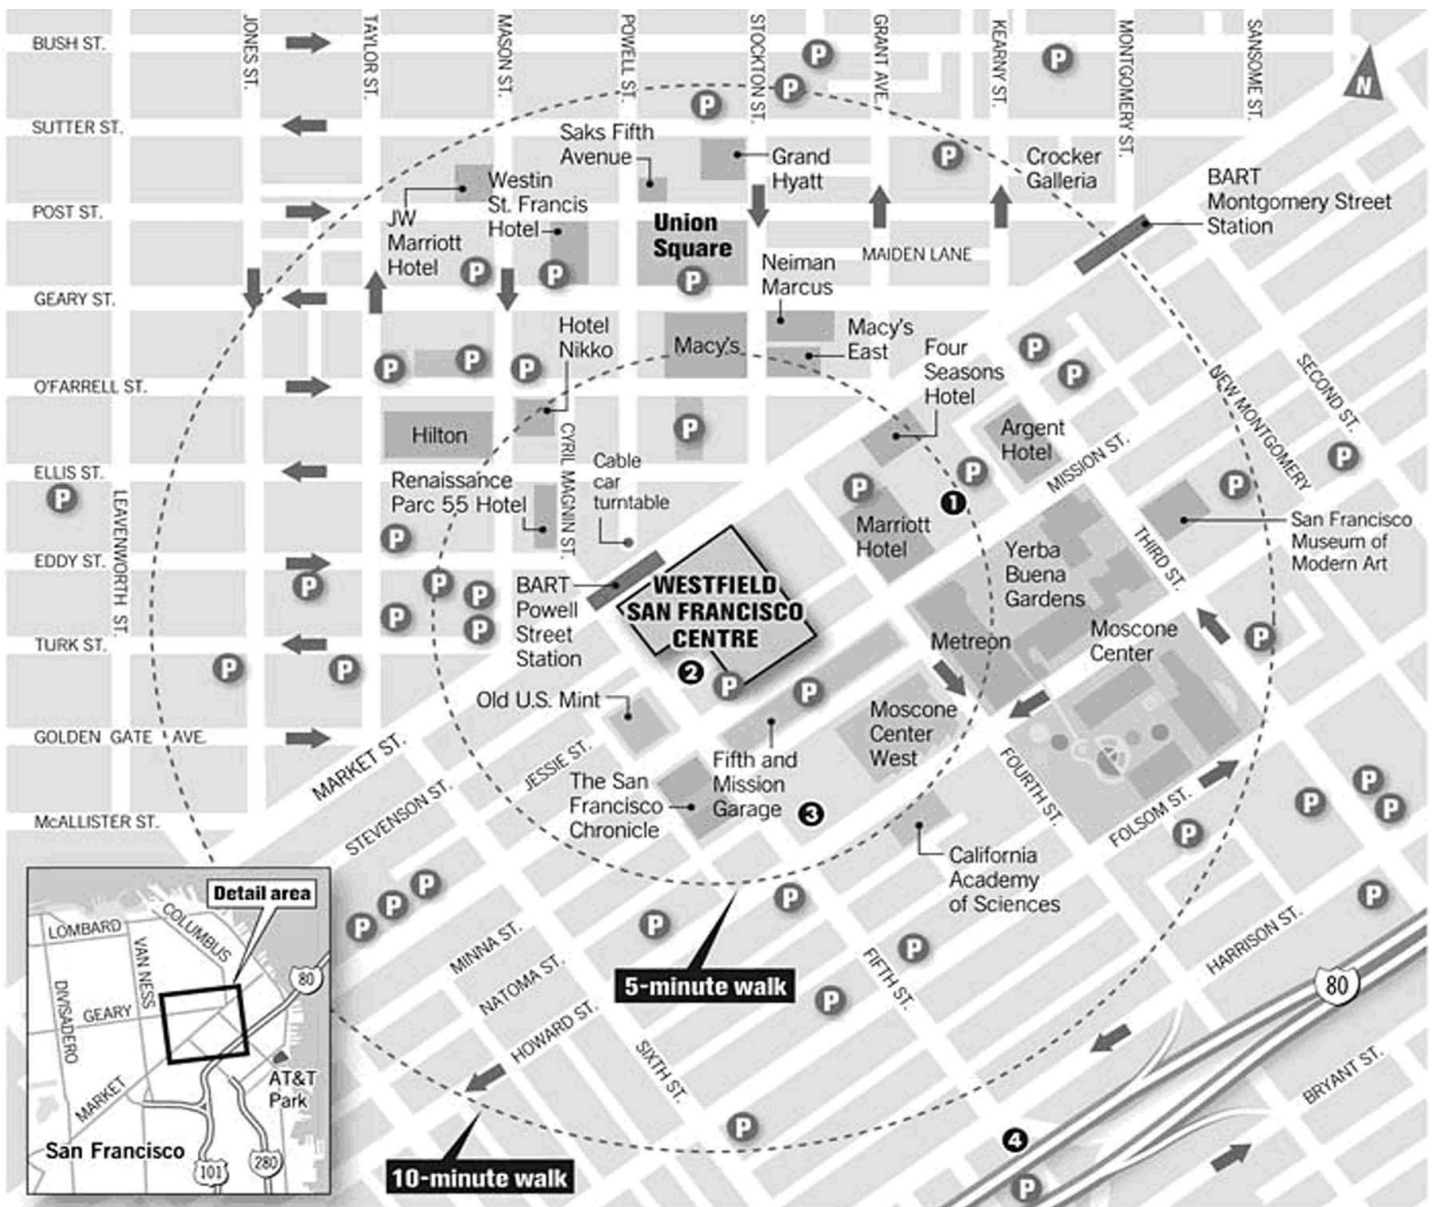 JONES ST.
TAYLOR ST.
MASON ST.
POWELL ST.
STOCKTON ST.
GRANT AVE.
KEARNY ST.
MONTGOMERY ST.
SANSOME ST.
BUSH ST.
P
P
P
P
N
SUTTER ST.
Saks Fifth
Avenue
Grand
Hyatt
P
Crocker
Galleria
BART
Montgomery Street
Station
Westin
St. Francis
Hotel
POST ST.
JW
Marriott
Hotel
Union
Square
MAIDEN LANE
Neiman
Marcus
P
P
P
GEARY ST.
Hotel
Nikko
Macy's
Macy's
East
Four
Seasons
Hotel
P
P
P
P
P
O'FARRELL ST.
NEW MONTGOMERY
SECOND ST.
Hilton
P
Argent
Hotel
MISSION ST.
CYRIL MAGNIN ST.
Cable
car
turntable
ELLIS ST.
P
P
P
P
P
Renaissance
Parc 55 Hotel
LEAVENWORTH ST.
1
Marriott
Hotel
San Francisco
Museum of
Modern Art
P
Yerba
Buena
Gardens
THIRD ST.
EDDY ST.
BART
Powell
Street
Station
WESTFIELD
SAN FRANCISCO
CENTRE
P
P
P
P
P
Metreon
Moscone
Center
P
TURK ST.
P
P
2
P
P
Old U.S. Mint
Moscone
Center
West
GOLDEN GATE AVE.
MARKET ST.
JESSIE ST.
Fifth and
Mission
Garage
3
The San
Francisco
Chronicle
FOURTH ST.
FOLSOM ST.
P
P
P
P
McALLISTER ST.
STEVENSON ST.
California
Academy
of Sciences
P
P
P
P
P
P
P
MINNA ST.
NATOMA ST.
HOWARD ST.
5-minute walk
FIFTH ST.
HARRISON ST.
80
P
SIXTH ST.
BRYANT ST.
P
4
P
10-minute walk
Detail area
LOMBARD
COLUMBUS
VAN NESS
80
DIVISADERO
GEARY
MARKET
AT&T
Park
San Francisco
101
280